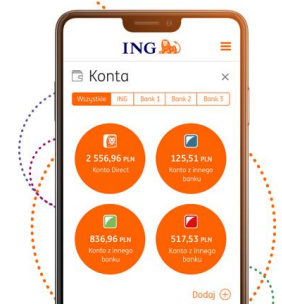 ING
Konta
Wszystkie ING Bank 1 Bank 2 Bank 3
2 556,96 PLN
Konto Direct
125,51 PLN
Konto z innego
banku
836,96 PLN
Konto z innego
banku
517,53 PLN
Konto z innego
banku
Dodaj